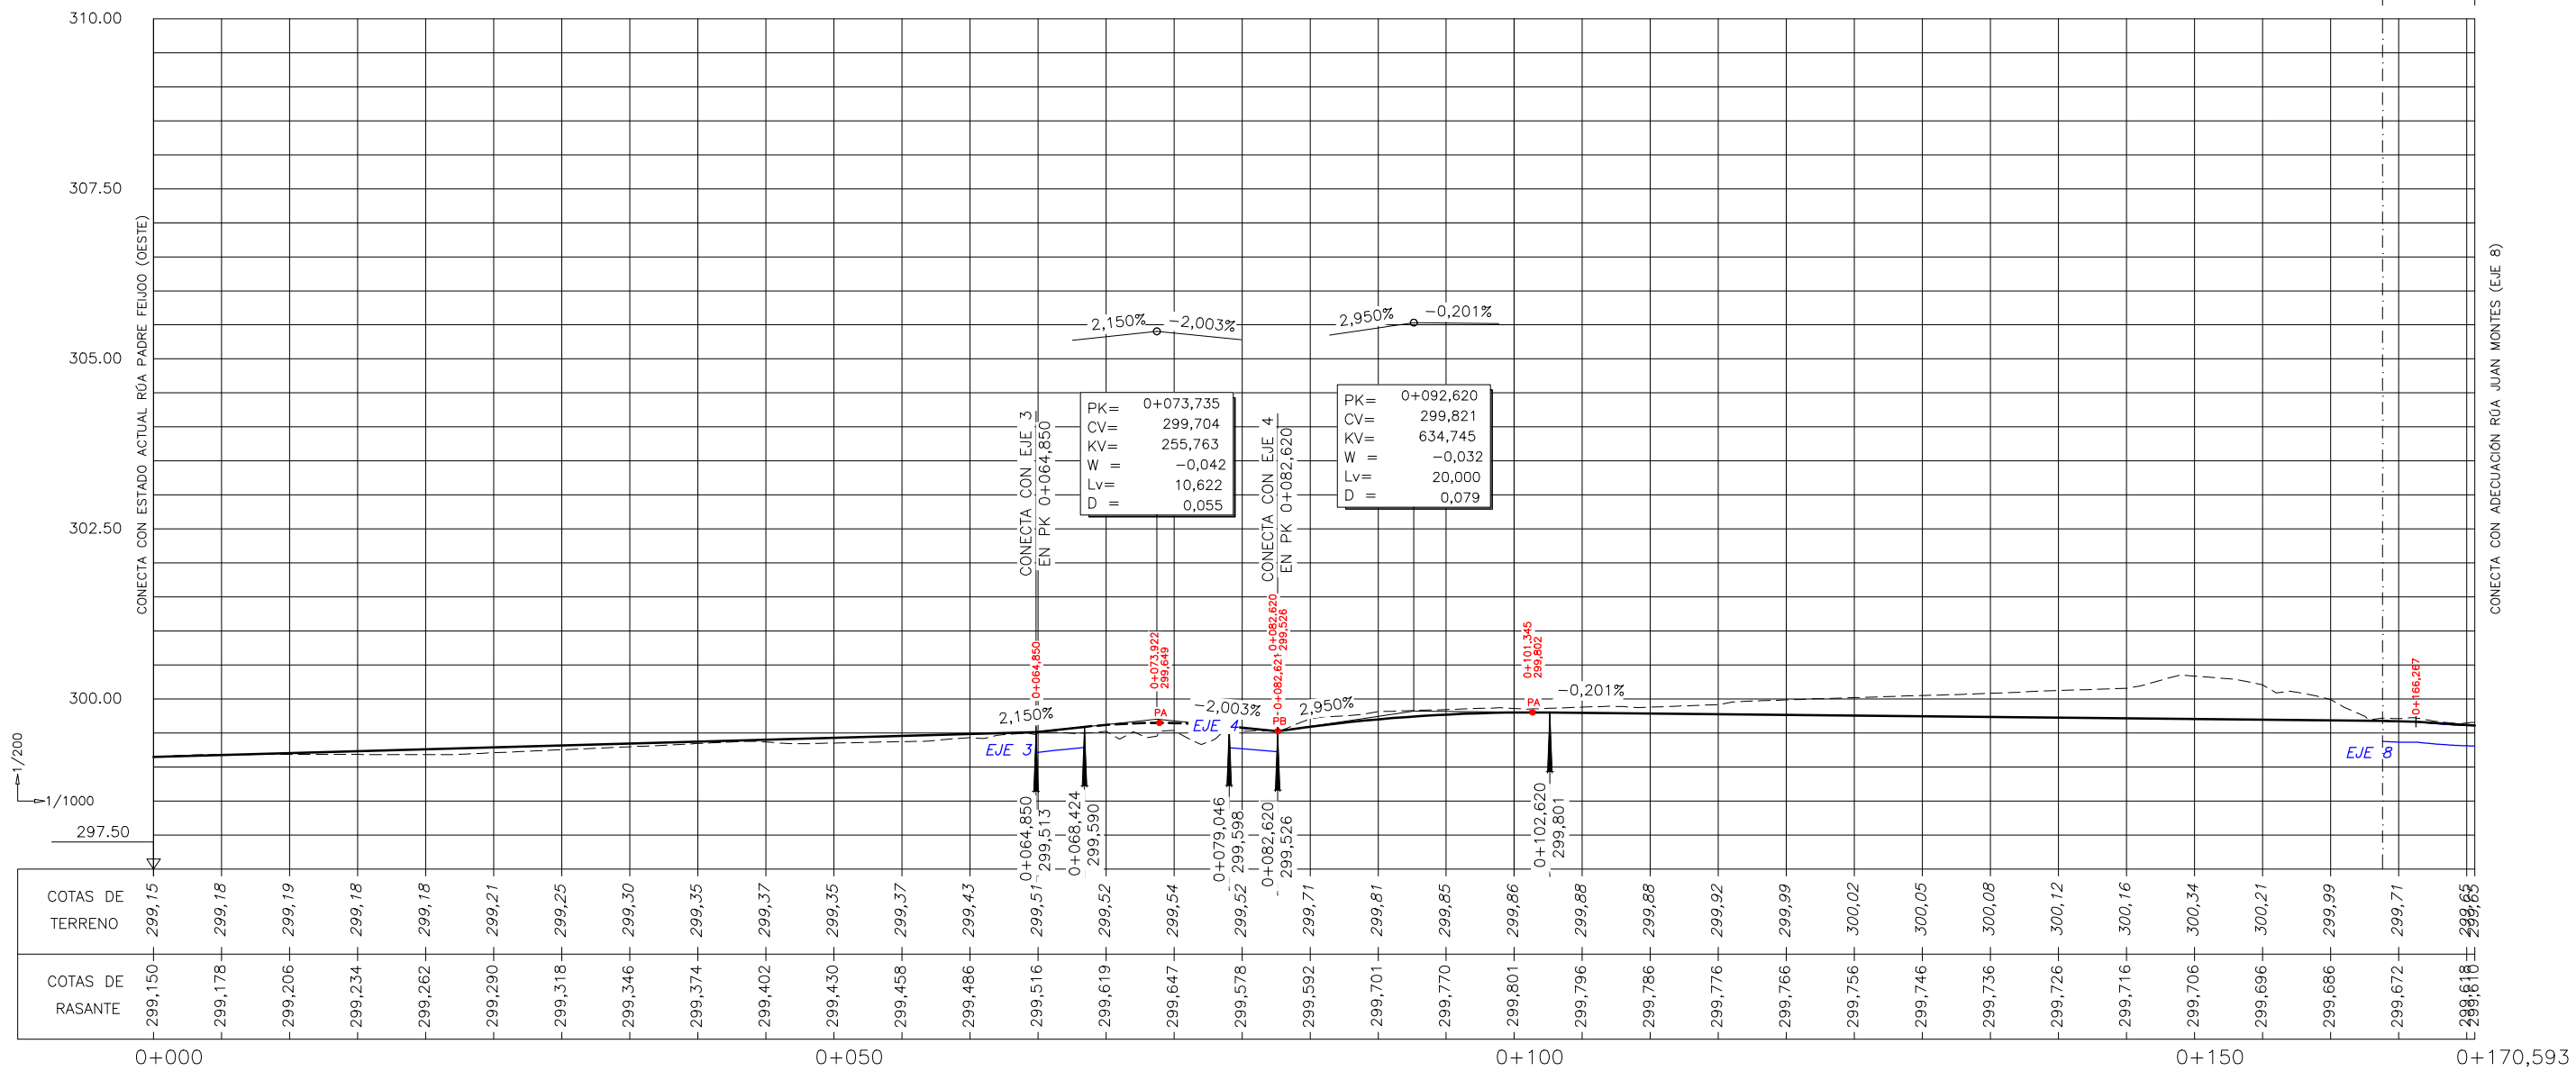 310.00
307.50
305.00
302.50
300.00
297.50
1/200
1/1000
CONECTA CON ESTADO ACTUAL RÚA PADRE FEIJOO (OESTE)
CONECTA CON ADECUACIÓN RÚA JUAN MONTES (EJE 8)
2,150%
-2,003%
2,950%
-0,201%
PK= 0+073,735
CV= 299,704
KV= 255,763
W = -0,042
Lv= 10,622
D = 0,055
PK= 0+092,620
CV= 299,821
KV= 634,745
W = -0,032
Lv= 20,000
D = 0,079
CONECTA CON EJE 3
EN PK 0+064,850
CONECTA CON EJE 4
EN PK 0+082,620
0+064,850
0+073,922
299,649
PA
0+082,621
0+082,620
299,526
PB
0+101,345
299,802
PA
0+166,267
2,150%
-2,003%
2,950%
-0,201%
EJE 3
EJE 4
EJE 8
0+064,850
299,513
0+068,424
299,590
0+079,046
299,598
0+082,620
299,526
0+102,620
299,801
COTAS DE
TERRENO
299,15 299,18 299,19 299,18 299,18 299,21 299,25 299,30 299,35 299,37 299,35 299,37 299,43 299,51 299,52 299,54 299,52 299,71 299,81 299,85 299,86 299,88 299,88 299,92 299,99 300,02 300,05 300,08 300,12 300,16 300,34 300,21 299,99 299,71 299,65 299,65
COTAS DE
RASANTE
299,150 299,178 299,206 299,234 299,262 299,290 299,318 299,346 299,374 299,402 299,430 299,458 299,486 299,516 299,619 299,647 299,578 299,592 299,701 299,770 299,801 299,796 299,786 299,776 299,766 299,756 299,746 299,736 299,726 299,716 299,706 299,696 299,686 299,672 299,618 299,610
0+000 0+050 0+100 0+150 0+170,593